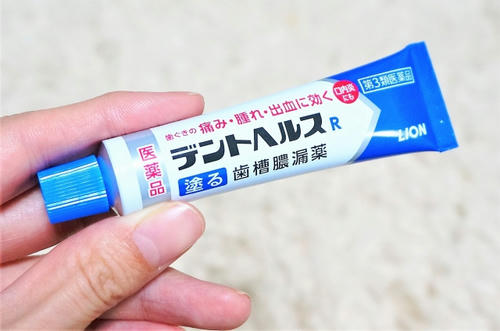 歯ぐきの 痛み・腫れ・出血に効く
口内炎
にも
第3類医薬品
医薬品
デントヘルス R
塗る 歯槽膿漏薬
LION